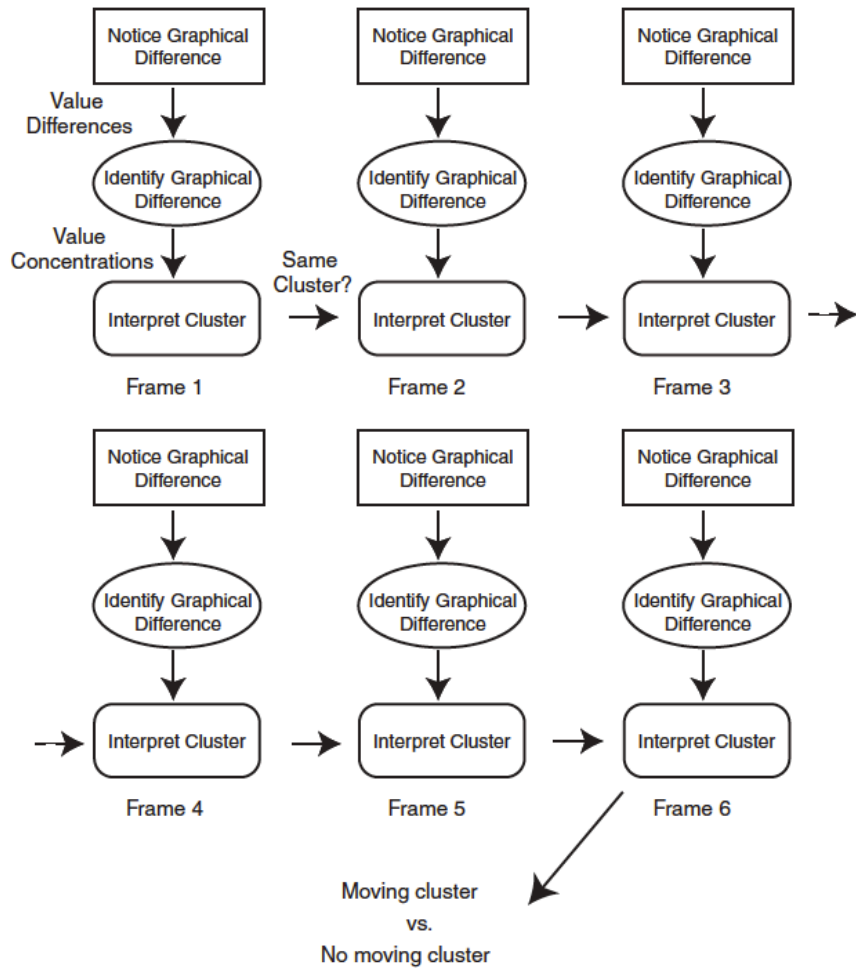 Notice Graphical
Difference
Notice Graphical
Difference
Notice Graphical
Difference
Value
Differences
Identify Graphical
Difference
Identify Graphical
Difference
Identify Graphical
Difference
Value
Concentrations
Same
Cluster?
Interpret Cluster
Interpret Cluster
Interpret Cluster
Frame 1
Frame 2
Frame 3
Notice Graphical
Difference
Notice Graphical
Difference
Notice Graphical
Difference
Identify Graphical
Difference
Identify Graphical
Difference
Identify Graphical
Difference
Interpret Cluster
Interpret Cluster
Interpret Cluster
Frame 4
Frame 5
Frame 6
Moving cluster
vs.
No moving cluster